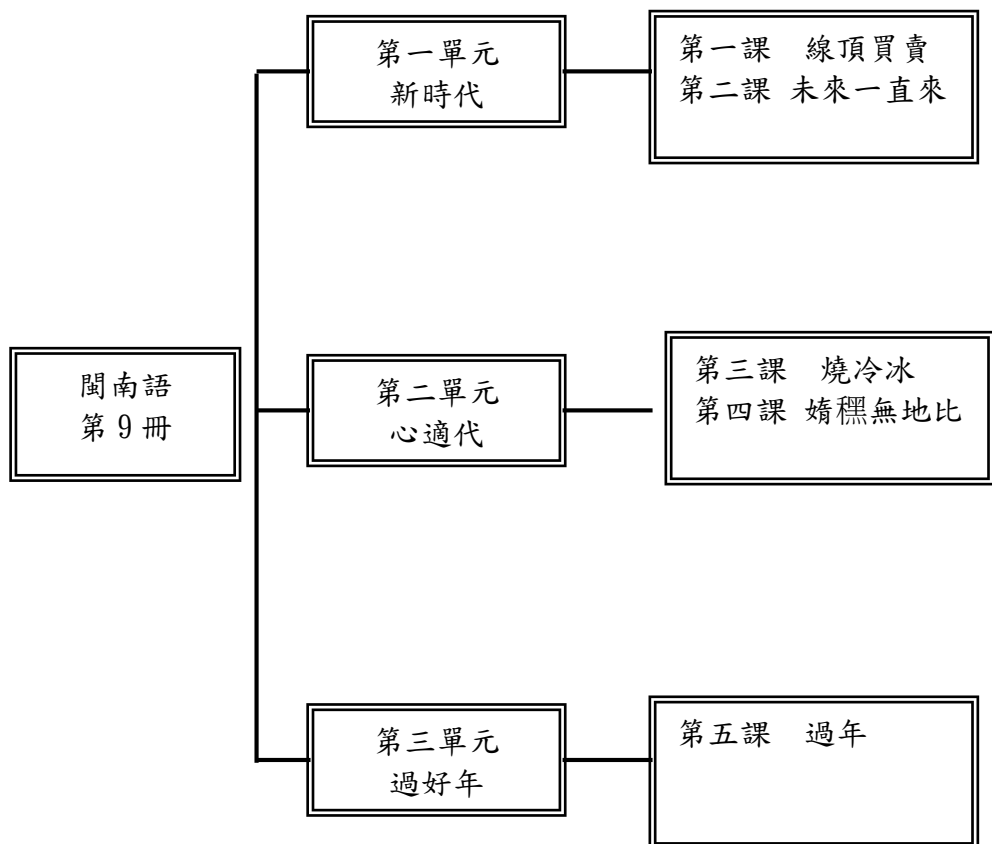 第一單元
新時代
第一課　線頂買賣
第二課 未來一直來
閩南語
第 9 冊
第二單元
心適代
第三課　燒冷冰
第四課 媠䆀無地比
第三單元
過好年
第五課　過年